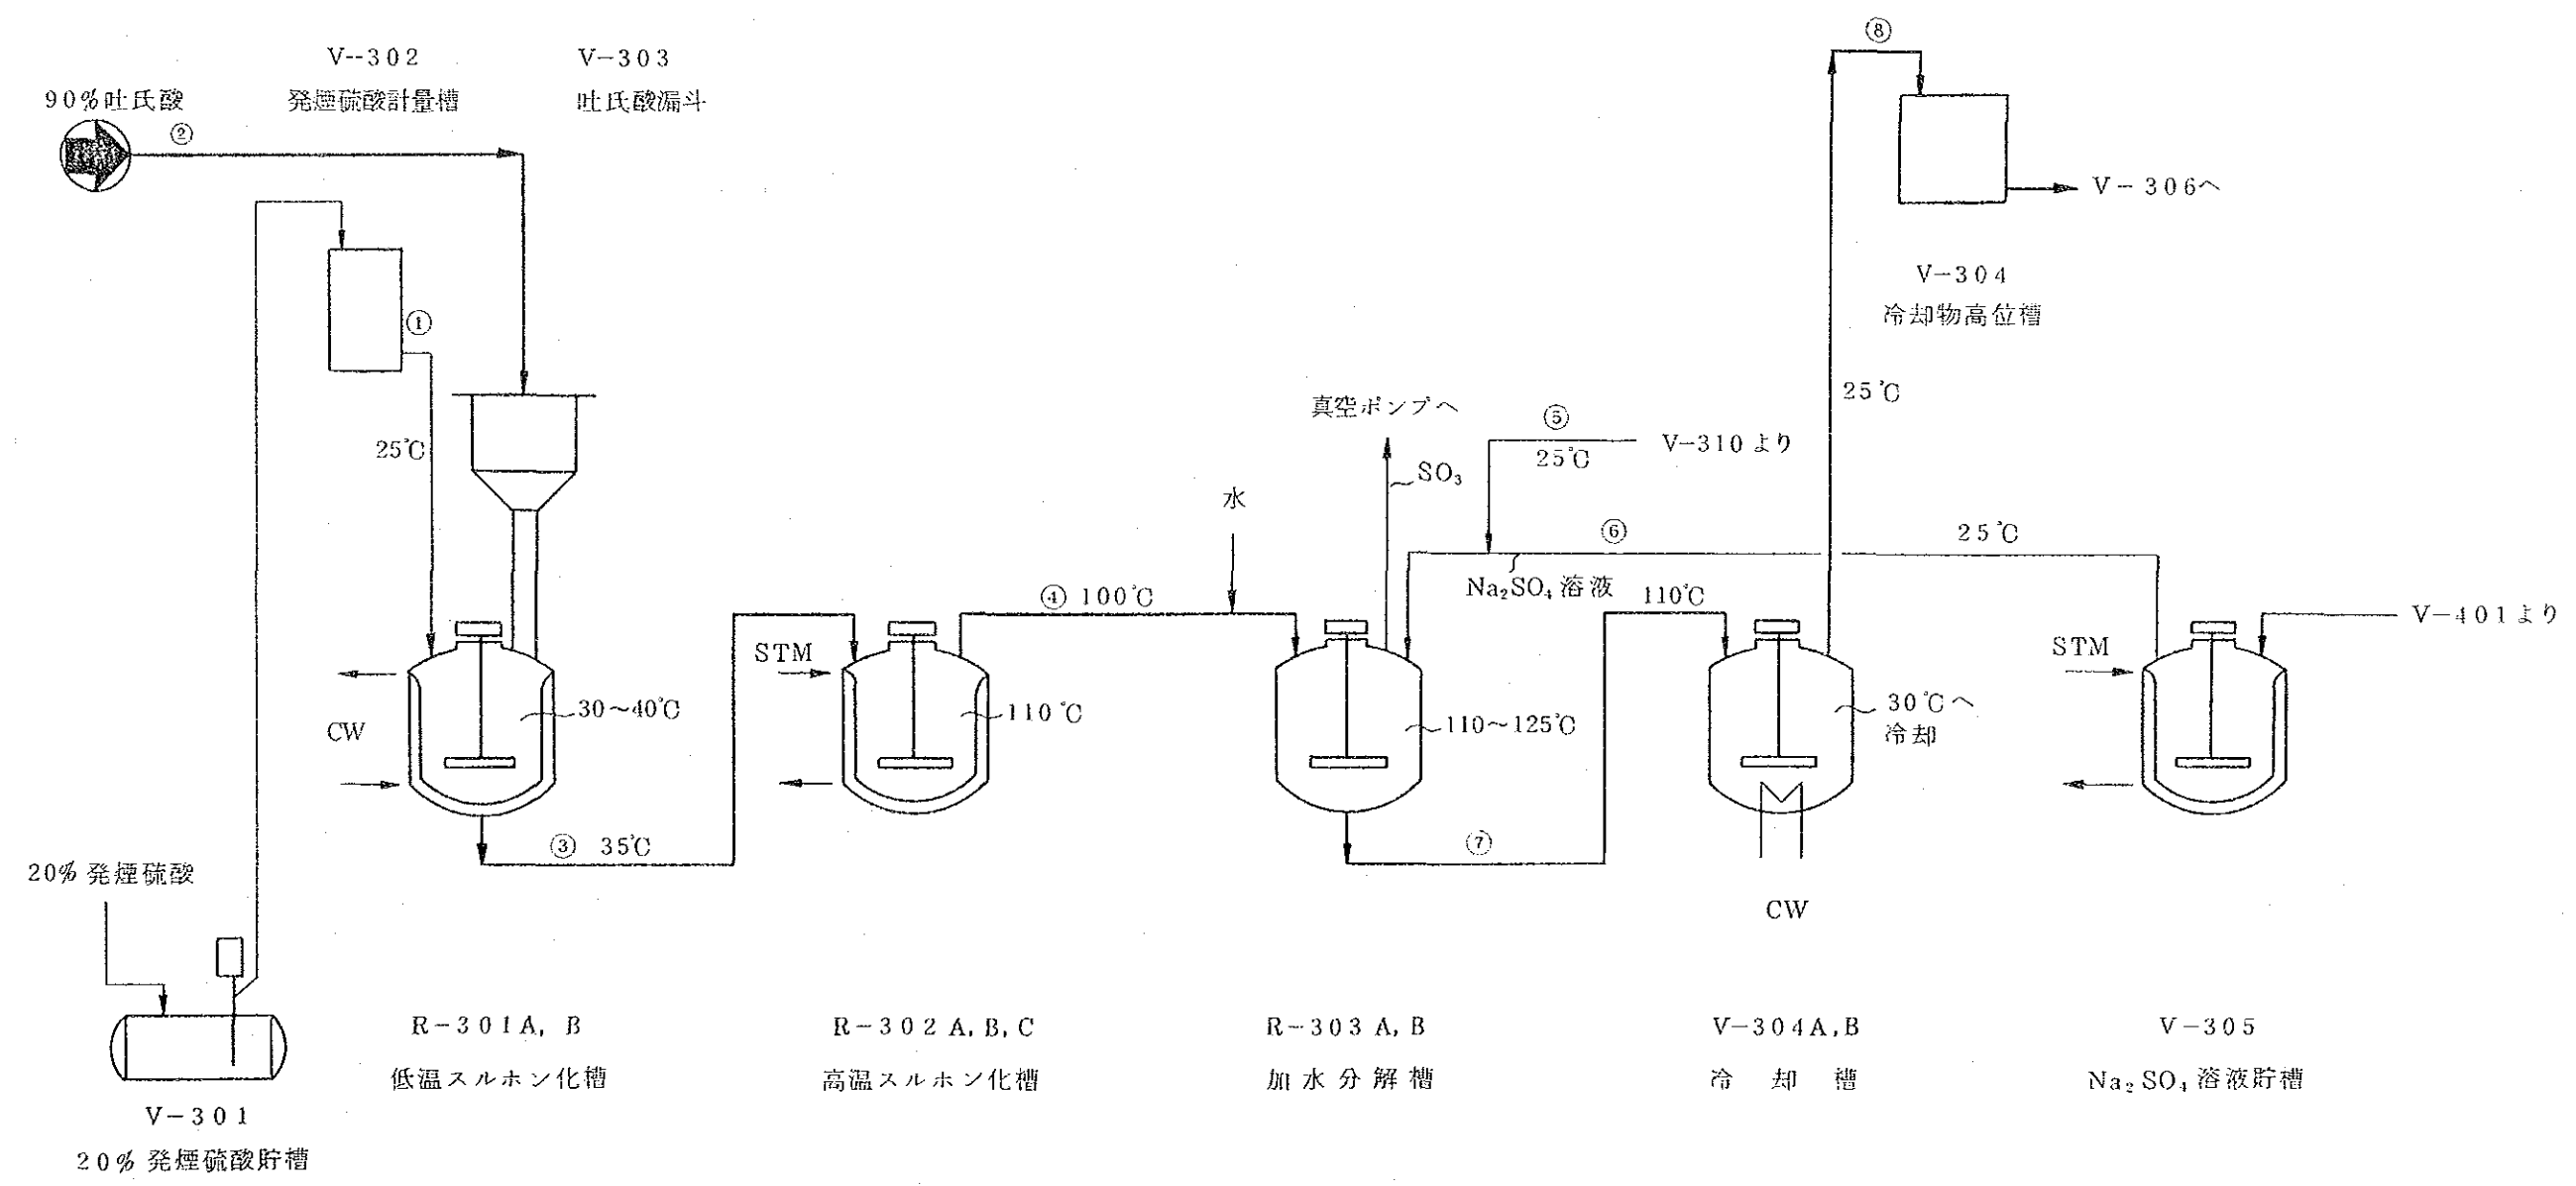 V--302
発煙硫酸計量槽
V-303
吐氏酸漏斗
90%吐氏酸
②
⑧
V-306へ
V-304
冷却物高位槽
①
25℃
25℃
真空ポンプへ
SO₃
⑤
25℃
V-310より
水
⑥
25℃
Na₂SO₄溶液
④ 100℃
110℃
V-401より
STM
STM
CW
30~40℃
110℃
110~125℃
30℃へ
冷却
③ 35℃
⑦
CW
20%発煙硫酸
R-301A, B
低温スルホン化槽
R-302A, B, C
高温スルホン化槽
R-303A, B
加水分解槽
V-304A, B
冷却槽
V-305
Na₂SO₄溶液貯槽
V-301
20%発煙硫酸貯槽